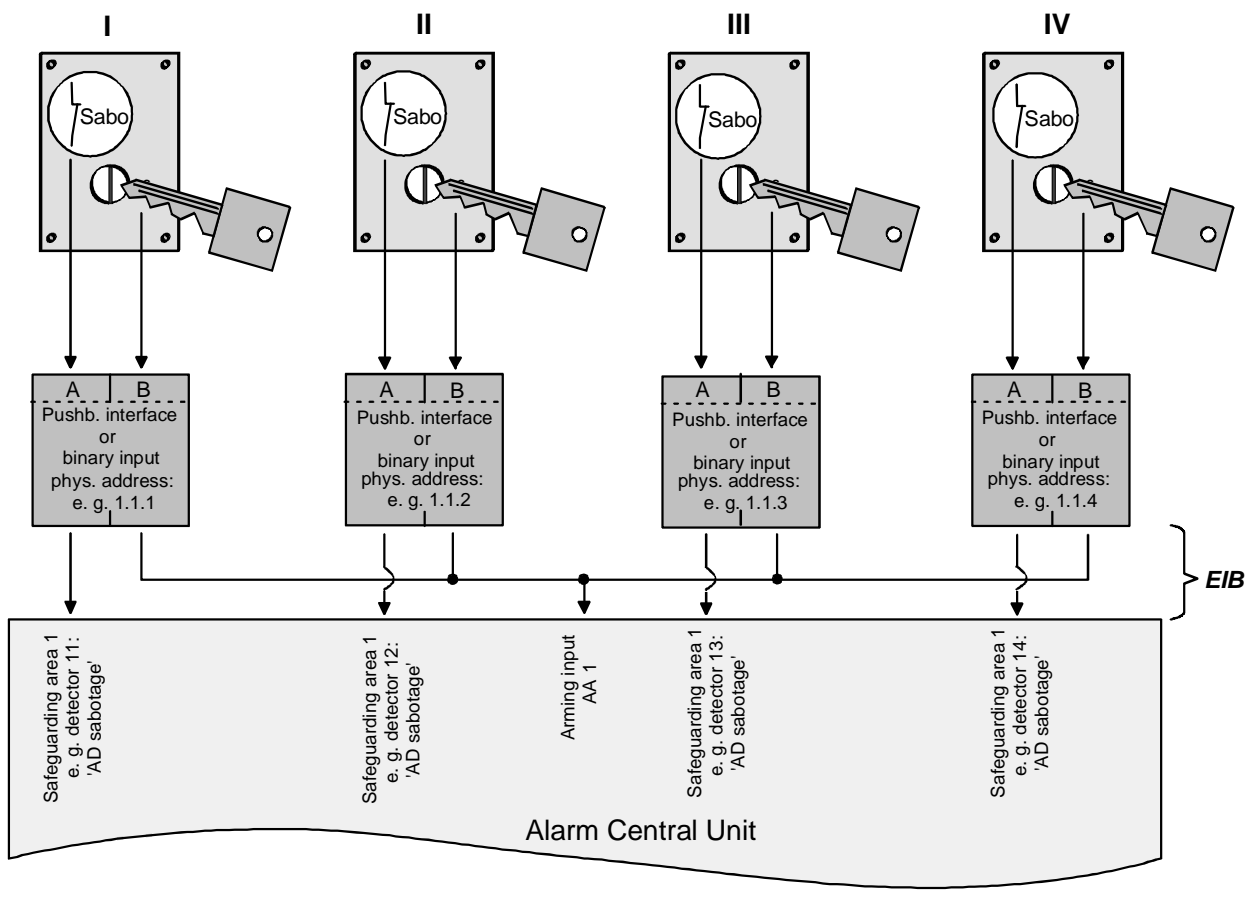 I
II
III
IV
Sabo
Sabo
Sabo
Sabo
A B
Pushb. interface
or
binary input
phys. address:
e. g. 1.1.1
A B
Pushb. interface
or
binary input
phys. address:
e. g. 1.1.2
A B
Pushb. interface
or
binary input
phys. address:
e. g. 1.1.3
A B
Pushb. interface
or
binary input
phys. address:
e. g. 1.1.4
EIB
Safeguarding area 1
e. g. detector 11:
'AD sabotage'
Safeguarding area 1
e. g. detector 12:
'AD sabotage'
Arming input
AA 1
Safeguarding area 1
e. g. detector 13:
'AD sabotage'
Safeguarding area 1
e. g. detector 14:
'AD sabotage'
Alarm Central Unit